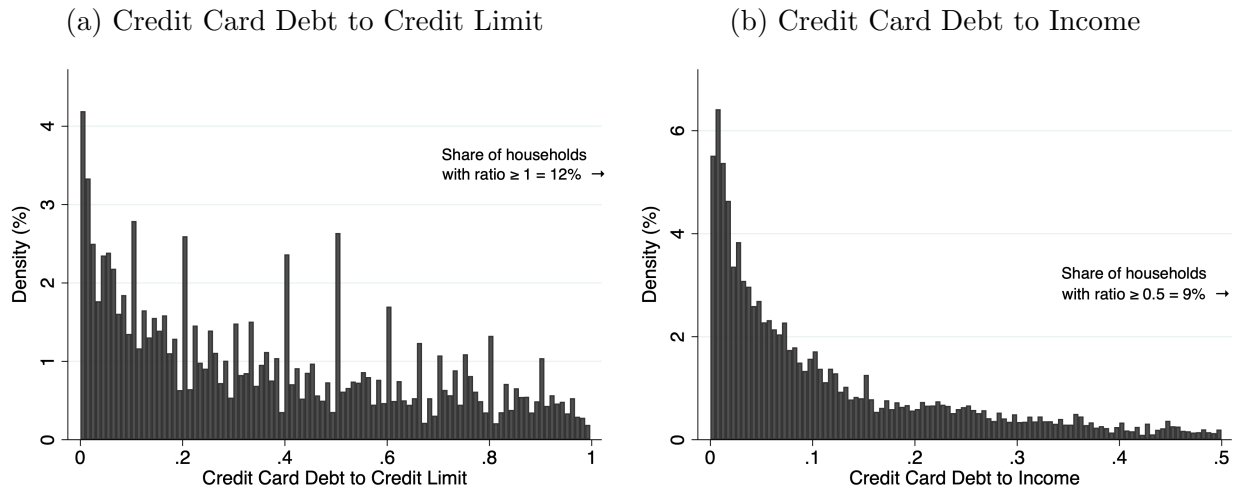 (a) Credit Card Debt to Credit Limit
Density (%)
4
3
2
1
0
Share of households
with ratio ≥ 1 = 12% →
0 .2 .4 .6 .8 1
Credit Card Debt to Credit Limit
(b) Credit Card Debt to Income
Density (%)
6
4
2
0
Share of households
with ratio ≥ 0.5 = 9% →
0 .1 .2 .3 .4 .5
Credit Card Debt to Income